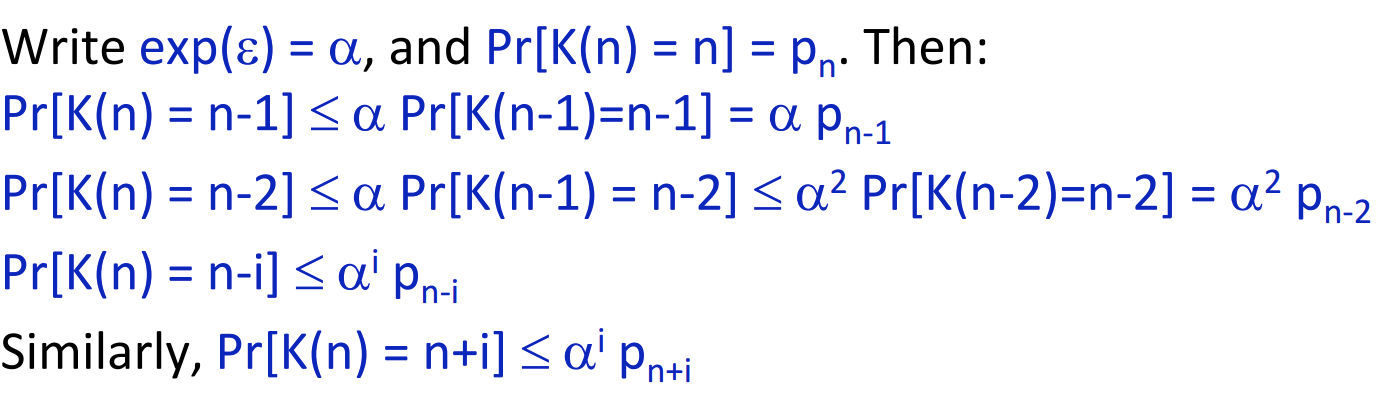 Write exp(ε) = α, and Pr[K(n) = n] = pₙ. Then:
Pr[K(n) = n-1] ≤ α Pr[K(n-1)=n-1] = α pₙ₋₁
Pr[K(n) = n-2] ≤ α Pr[K(n-1) = n-2] ≤ α² Pr[K(n-2)=n-2] = α² pₙ₋₂
Pr[K(n) = n-i] ≤ αⁱ pₙ₋ᵢ
Similarly, Pr[K(n) = n+i] ≤ αⁱ pₙ₊ᵢ